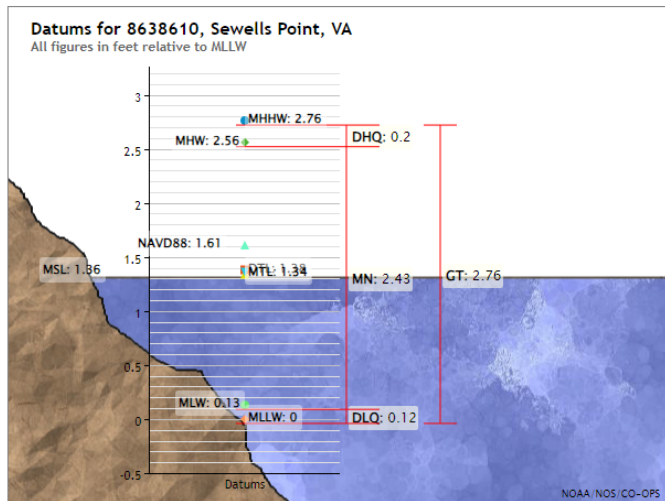 Datums for 8638610, Sewells Point, VA
All figures in feet relative to MLLW
3
MHHW: 2.76
MHW: 2.56
DHQ: 0.2
2.5
2
NAVD88: 1.61
1.5
MSL: 1.36
DTL: 1.38
MTL: 1.34
MN: 2.43
GT: 2.76
1
0.5
MLW: 0.13
0
MLLW: 0
DLQ: 0.12
-0.5
Datums
NOAA/NOS/CO-OPS